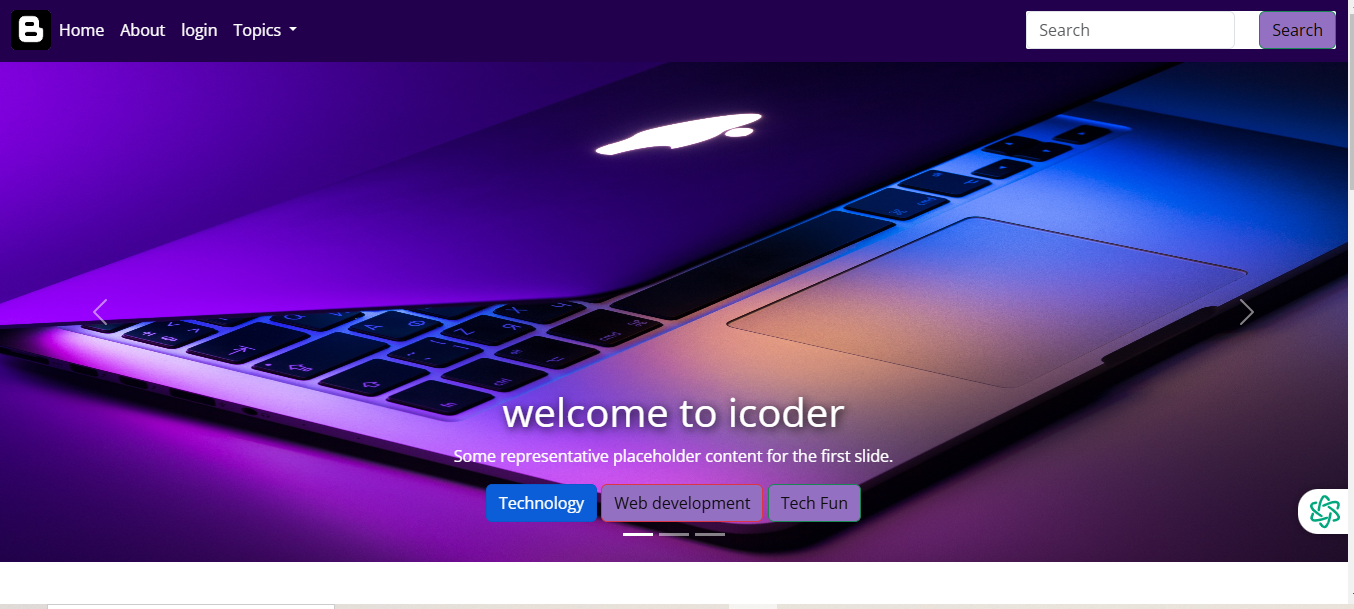 B Home About login Topics Search Search
welcome to icoder
Some representative placeholder content for the first slide.
Technology Web development Tech Fun